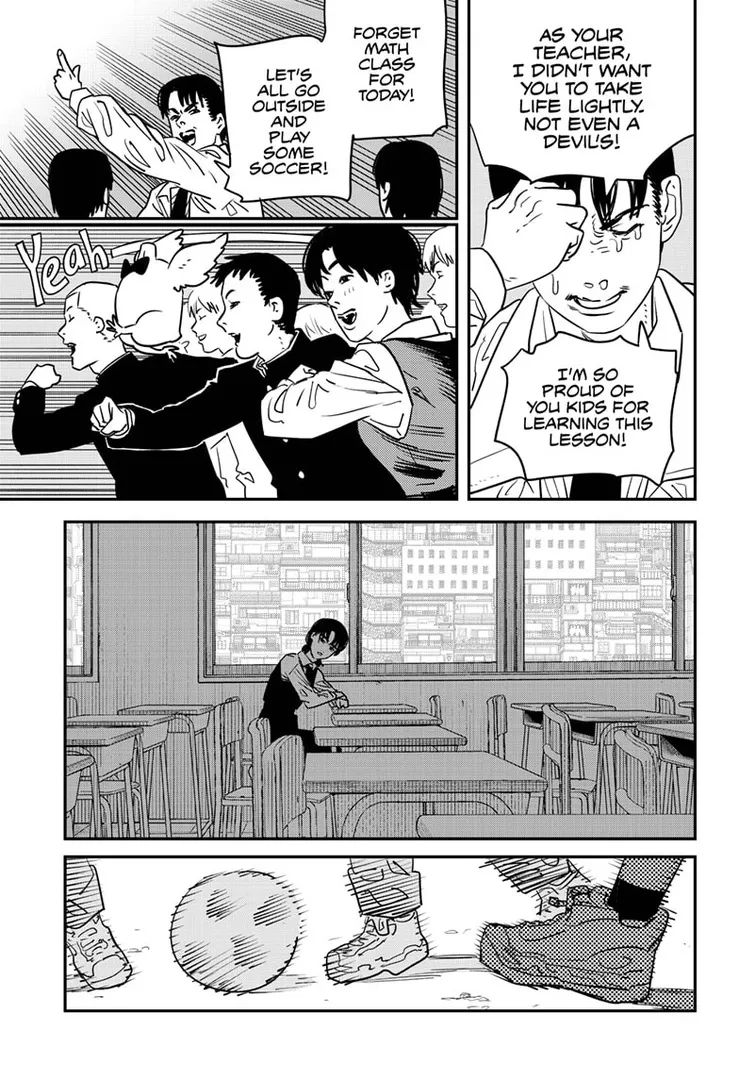 AS YOUR
TEACHER,
I DIDN'T WANT
YOU TO TAKE
LIFE LIGHTLY.
NOT EVEN A
DEVIL'S!
I'M SO
PROUD OF
YOU KIDS FOR
LEARNING THIS
LESSON!
FORGET
MATH
CLASS
FOR
TODAY!
LET'S
ALL GO
OUTSIDE
AND
PLAY
SOME
SOCCER!
Yeah